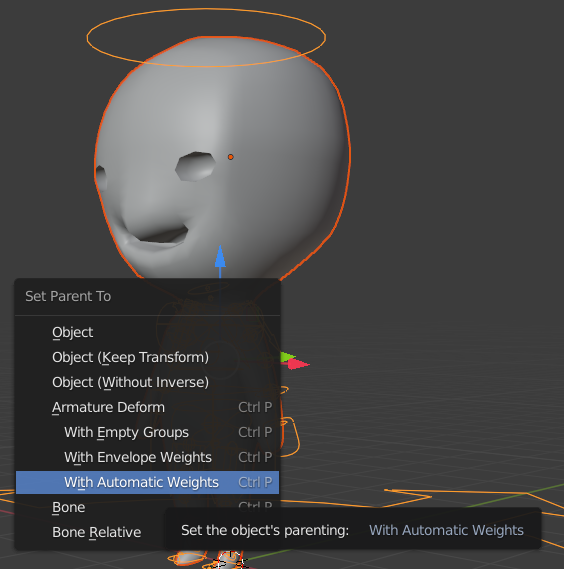 Set Parent To
Object
Object (Keep Transform)
Object (Without Inverse)
Armature Deform Ctrl P
With Empty Groups Ctrl P
With Envelope Weights Ctrl P
With Automatic Weights Ctrl P
Bone Ctrl P
Bone Relative
Set the object's parenting: With Automatic Weights